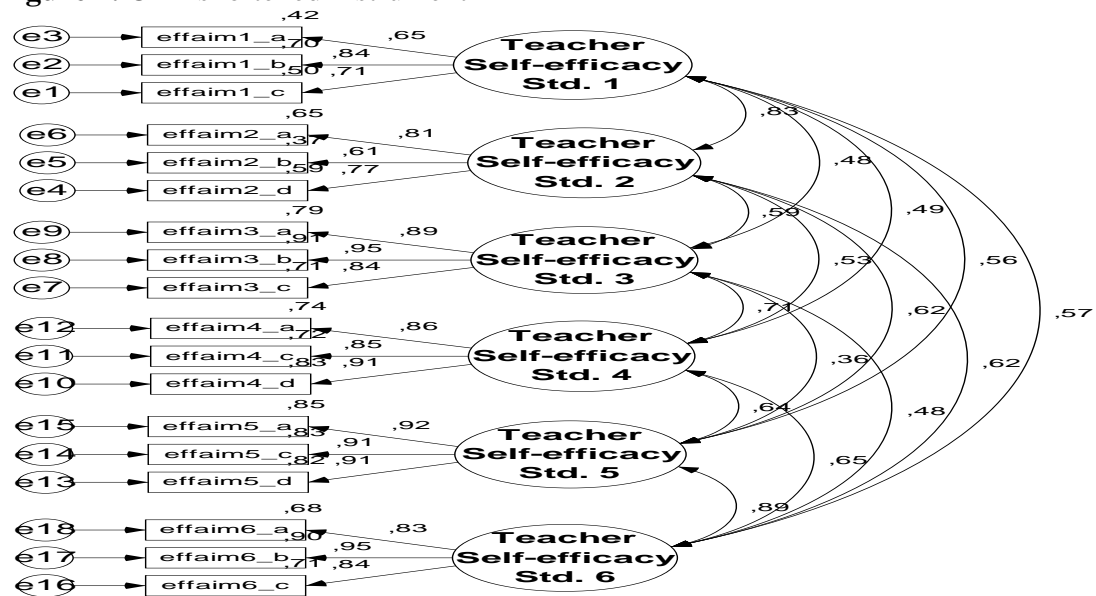 ,42
e3 effaim1_a ,65
,70
e2 effaim1_b ,84
,50 ,71
e1 effaim1_c
Teacher
Self-efficacy
Std. 1
,65
e6 effaim2_a ,81
,37
e5 effaim2_b ,61
,59 ,77
e4 effaim2_d
Teacher
Self-efficacy
Std. 2
,79
e9 effaim3_a ,89
,91
e8 effaim3_b ,95
,71 ,84
e7 effaim3_c
Teacher
Self-efficacy
Std. 3
,74
e12 effaim4_a ,86
,72
e11 effaim4_c ,85
,83 ,91
e10 effaim4_d
Teacher
Self-efficacy
Std. 4
,85
e15 effaim5_a ,92
,83
e14 effaim5_c ,91
,82 ,91
e13 effaim5_d
Teacher
Self-efficacy
Std. 5
,68
e18 effaim6_a ,83
,90
e17 effaim6_b ,95
,71 ,84
e16 effaim6_c
Teacher
Self-efficacy
Std. 6
,83
,48
,49
,56
,57
,59
,53
,62
,62
,71
,36
,48
,64
,65
,89